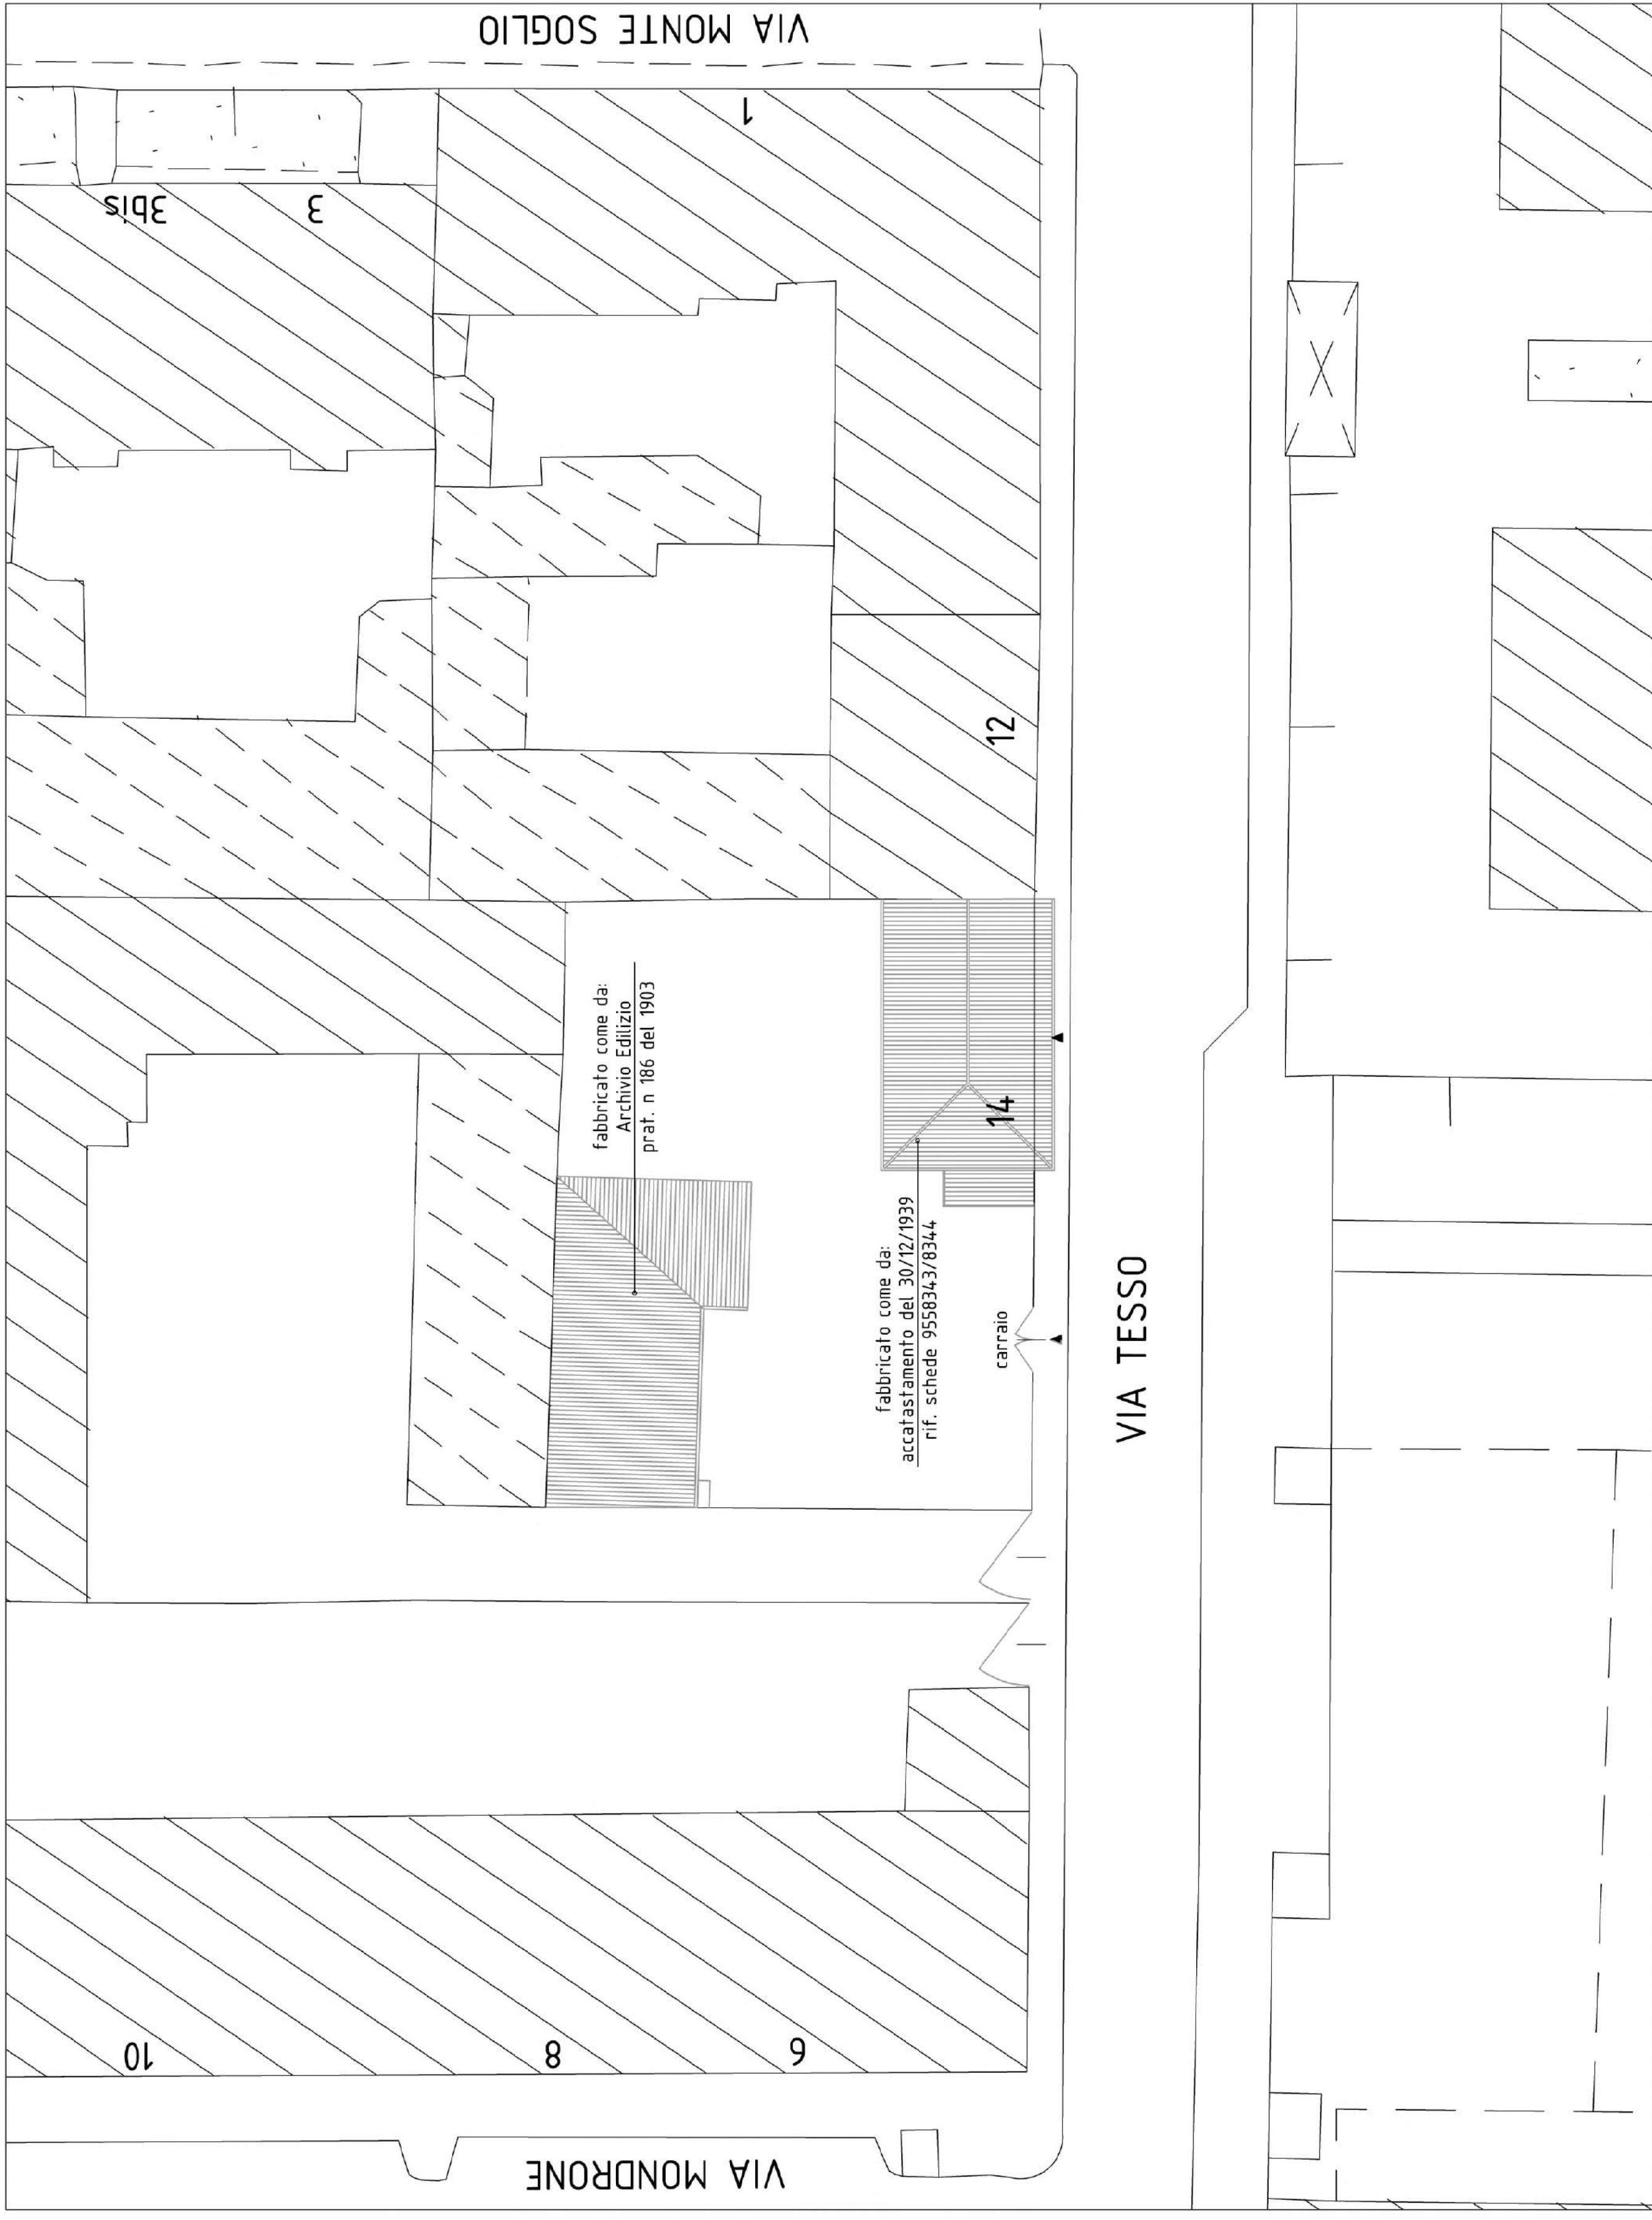 VIA MONTE SOGLIO
1
3bis
3
12
fabbricato come da:
Archivio Edilizio
prat. n 186 del 1903
14
fabbricato come da:
accatastamento del 30/12/1939
rif. schede 9558343/8344
carraio
VIA TESSO
10
8
6
VIA MONDRONE